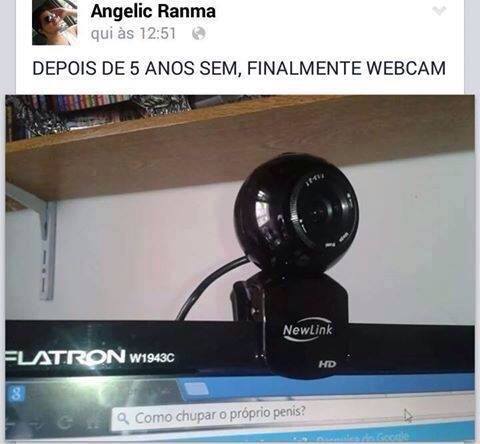 Angelic Ranma
qui às 12:51
DEPOIS DE 5 ANOS SEM, FINALMENTE WEBCAM
NewLink
FLATRON W1943C
HD
8
Como chupar o próprio penis?
Pesquisa do Google